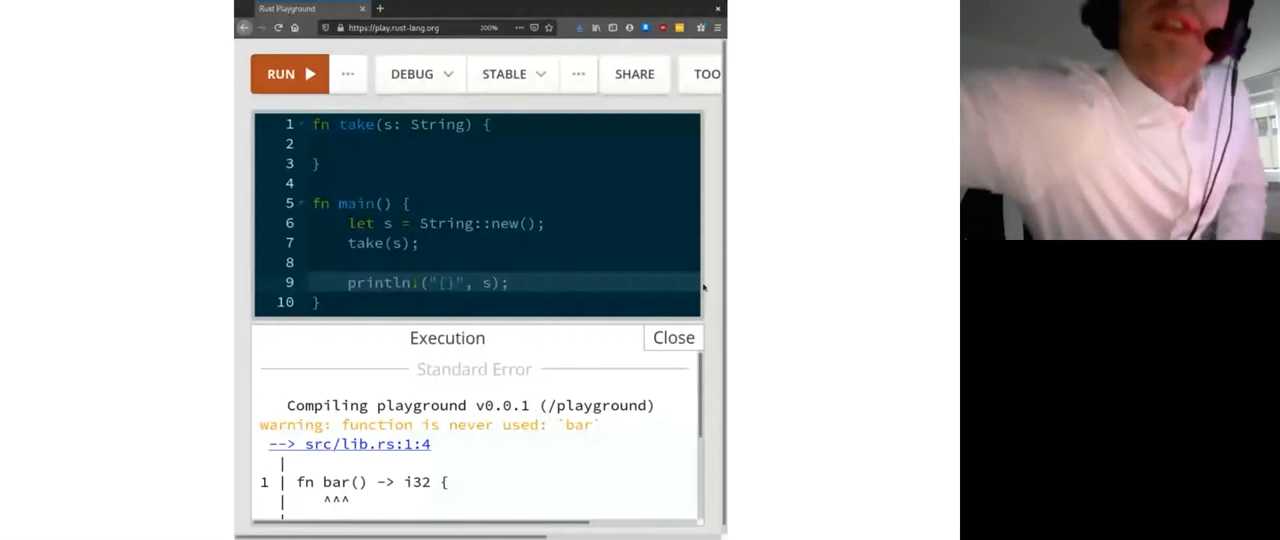 Rust Playground
https://play.rust-lang.org
200%
RUN
DEBUG
STABLE
SHARE
TOO
1 fn take(s: String) {
2
3 }
4
5 fn main() {
6 let s = String::new();
7 take(s);
8
9 println!("{}", s);
10 }
Execution
Close
Standard Error
Compiling playground v0.0.1 (/playground)
warning: function is never used: `bar`
--> src/lib.rs:1:4
|
1 | fn bar() -> i32 {
| ^^^